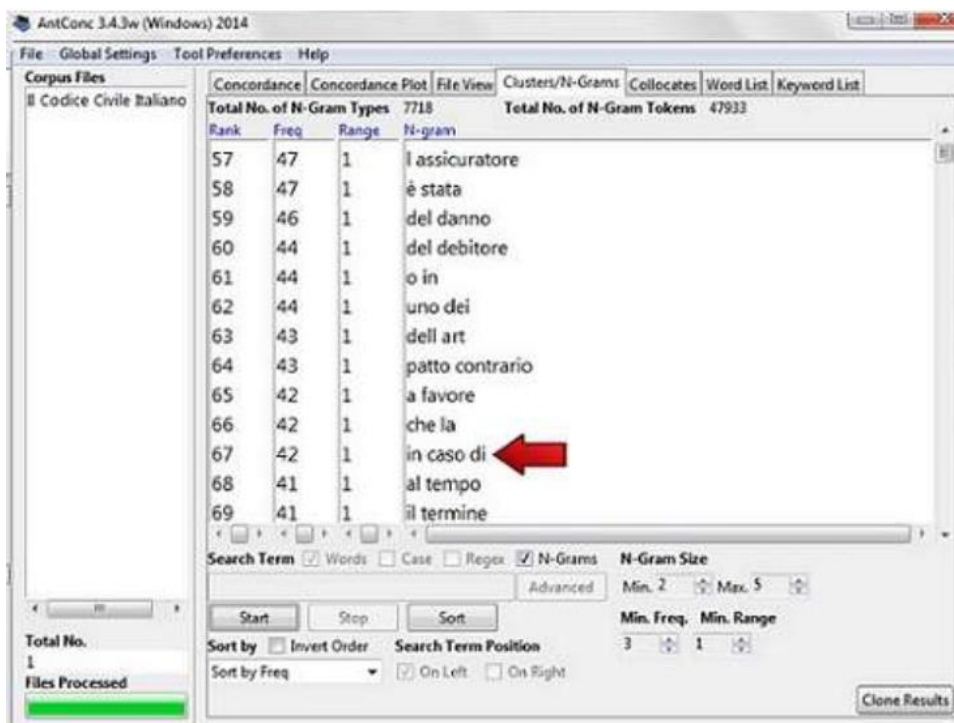 AntConc 3.4.3w (Windows) 2014
File Global Settings Tool Preferences Help
Corpus Files
Il Codice Civile Italiano
Concordance Concordance Plot File View Clusters/N-Grams Collocates Word List Keyword List
Total No. of N-Gram Types 7718 Total No. of N-Gram Tokens 47933
Rank Freq Range N-gram
57 47 1 l assicuratore
58 47 1 è stata
59 46 1 del danno
60 44 1 del debitore
61 44 1 o in
62 44 1 uno dei
63 43 1 dell art
64 43 1 patto contrario
65 42 1 a favore
66 42 1 che la
67 42 1 in caso di
68 41 1 al tempo
69 41 1 il termine
Search Term Words Case Regex N-Grams N-Gram Size
Advanced Min. 2 Max. 5
Start Stop Sort Min. Freq. Min. Range
Total No.
1
Files Processed
Sort by Invert Order Search Term Position 3 1
Sort by Freq On Left On Right
Clone Results